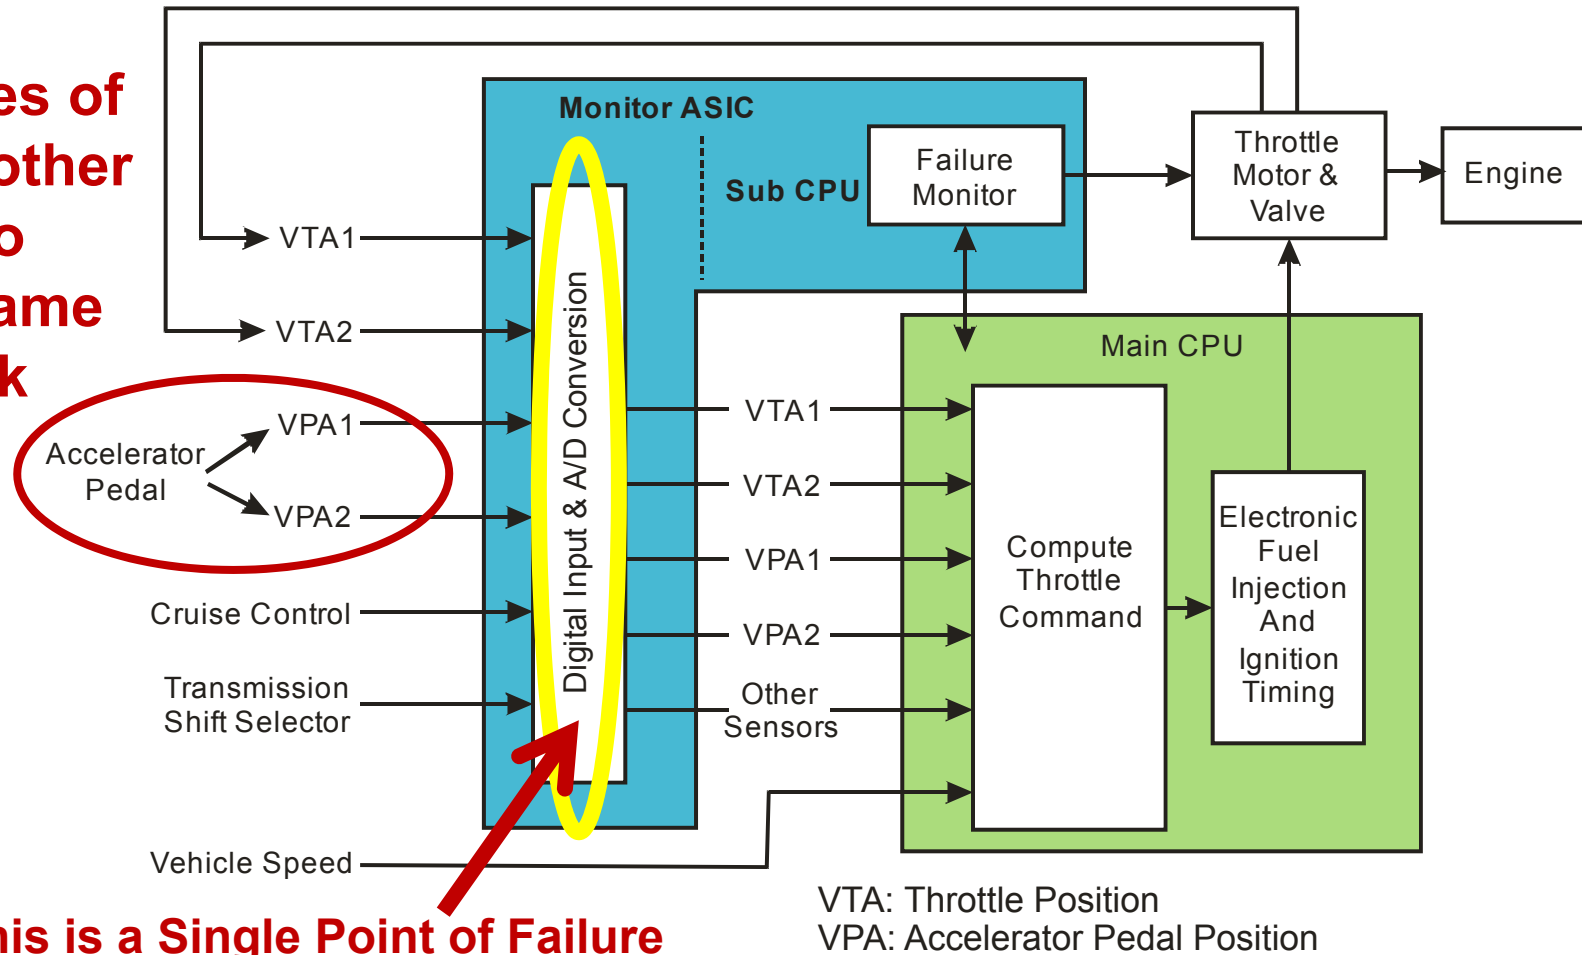 es of
other
o
ame
k
Monitor ASIC
Sub CPU
Failure
Monitor
Throttle
Motor &
Valve
Engine
VTA1
VTA2
Accelerator
Pedal
VPA1
VPA2
Cruise Control
Transmission
Shift Selector
Vehicle Speed
Digital Input & A/D Conversion
VTA1
VTA2
VPA1
VPA2
Other
Sensors
Main CPU
Compute
Throttle
Command
Electronic
Fuel
Injection
And
Ignition
Timing
his is a Single Point of Failure
VTA: Throttle Position
VPA: Accelerator Pedal Position